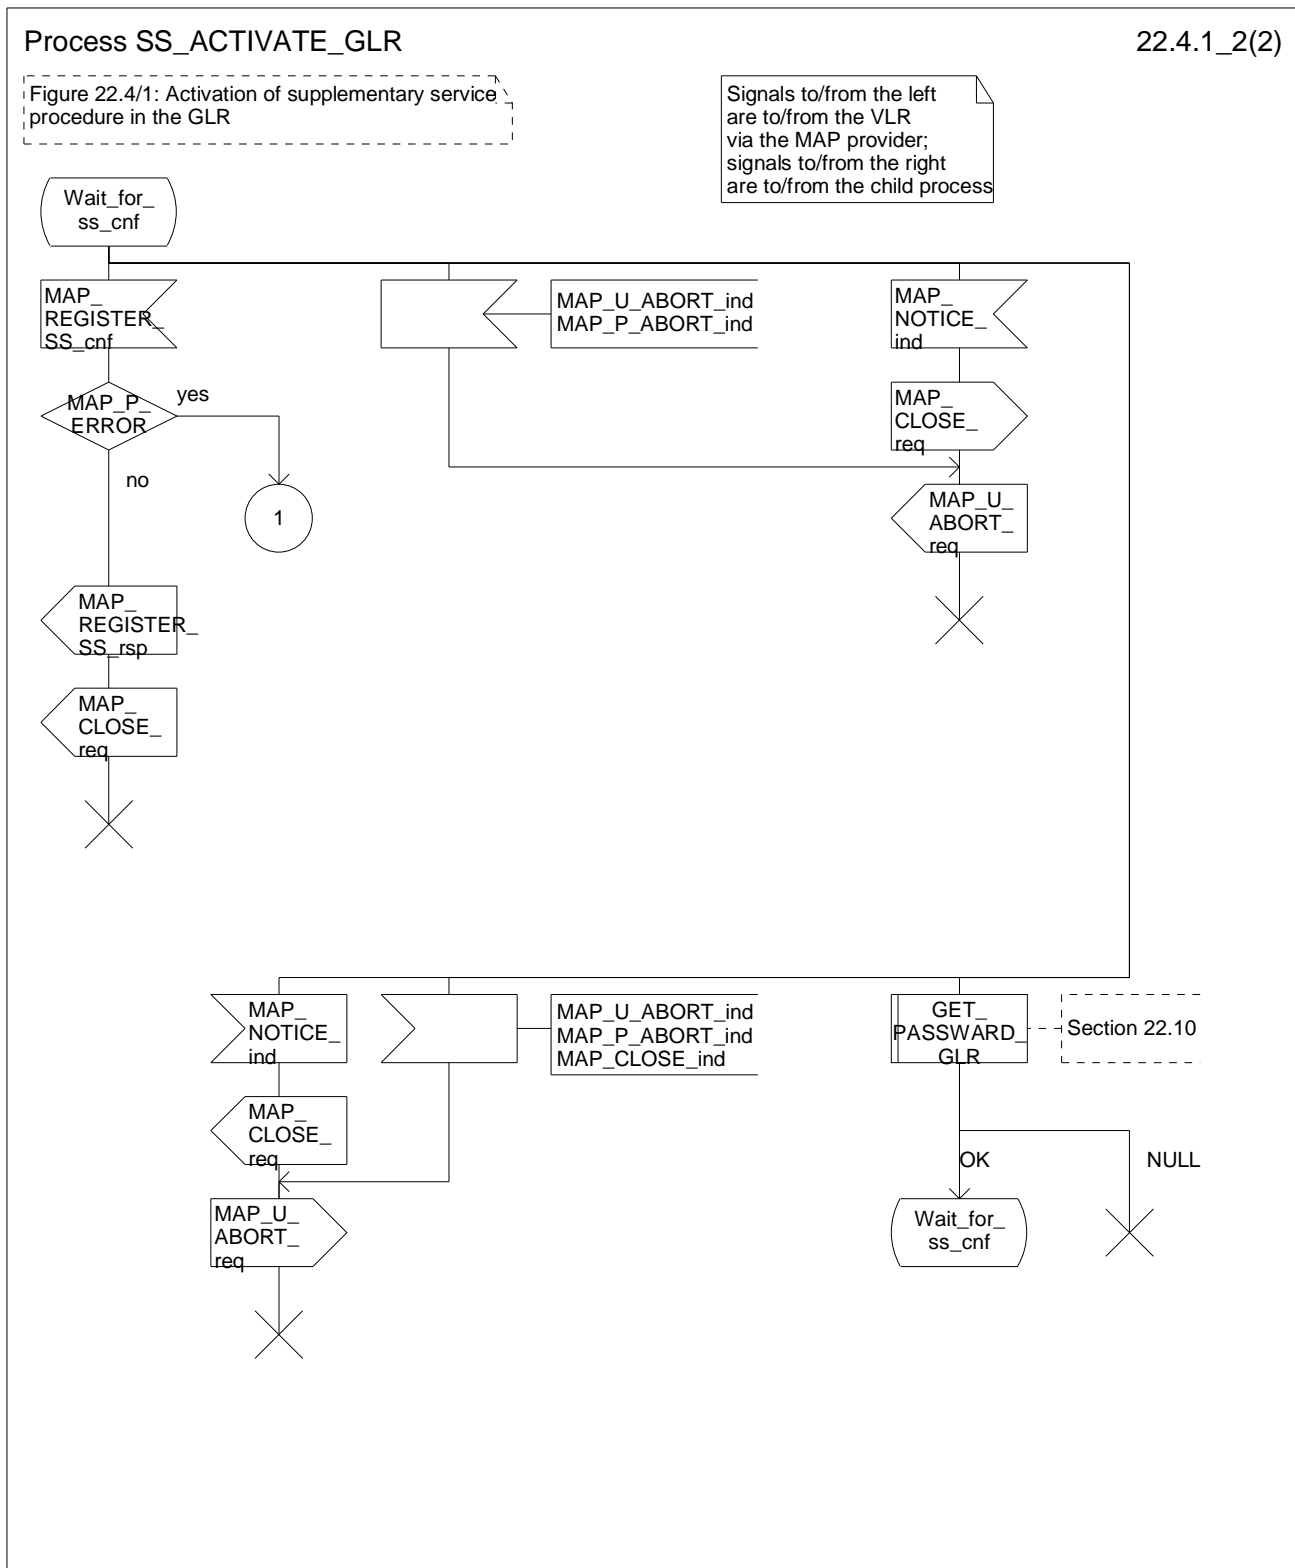 Process SS_ACTIVATE_GLR
22.4.1_2(2)
Figure 22.4/1: Activation of supplementary service
procedure in the GLR
Signals to/from the left
are to/from the VLR
via the MAP provider;
signals to/from the right
are to/from the child process
Wait_for_
ss_cnf
MAP_
REGISTER_
SS_cnf
MAP_U_ABORT_ind
MAP_P_ABORT_ind
MAP_
NOTICE_
ind
MAP_P_
ERROR
yes
no
1
MAP_
CLOSE_
req
MAP_U_
ABORT_
req
MAP_
REGISTER_
SS_rsp
MAP_
CLOSE_
req
MAP_
NOTICE_
ind
MAP_U_ABORT_ind
MAP_P_ABORT_ind
MAP_CLOSE_ind
GET_
PASSWARD_
GLR
Section 22.10
MAP_
CLOSE_
req
OK
NULL
MAP_U_
ABORT_
req
Wait_for_
ss_cnf